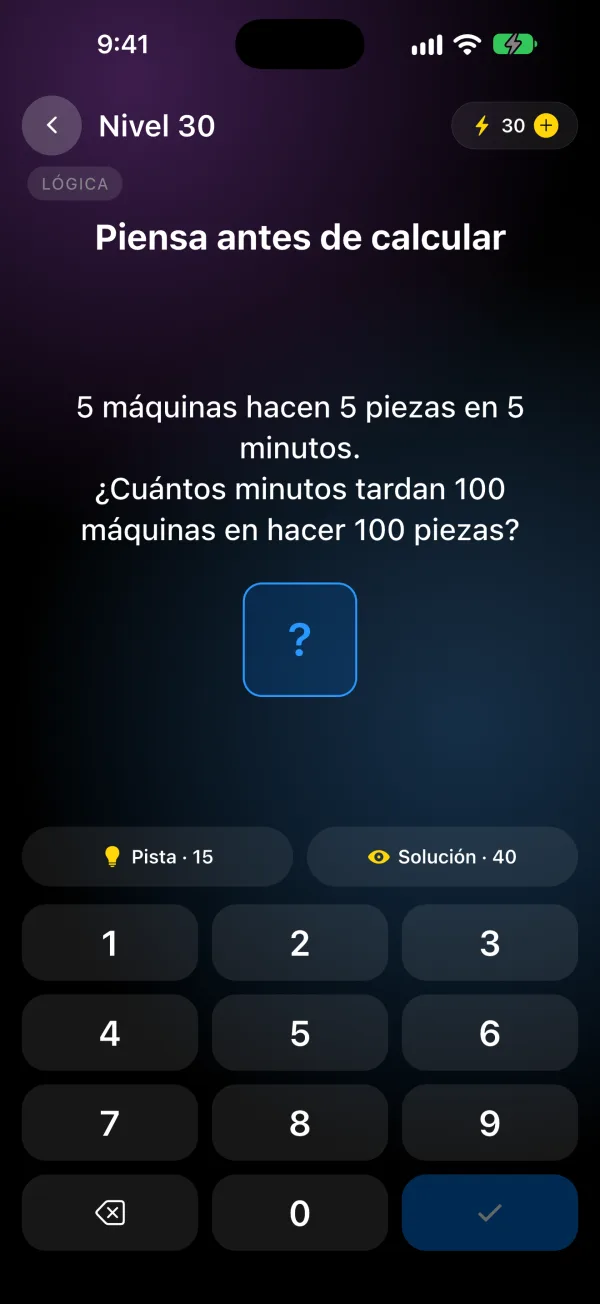 9:41
Nivel 30
30
LÓGICA
Piensa antes de calcular
5 máquinas hacen 5 piezas en 5
minutos.
¿Cuántos minutos tardan 100
máquinas en hacer 100 piezas?
?
Pista · 15
Solución · 40
1
2
3
4
5
6
7
8
9
0